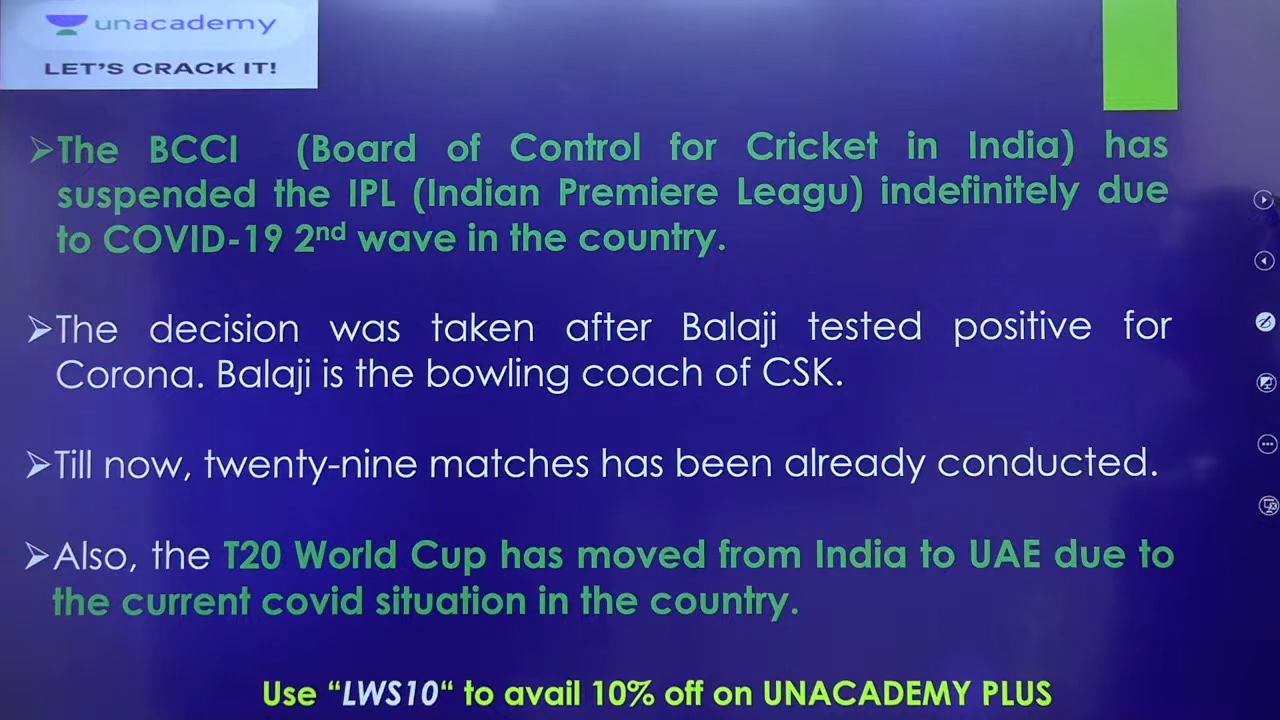 unacademy
LET'S CRACK IT!
➢The BCCI (Board of Control for Cricket in India) has
suspended the IPL (Indian Premiere Leagu) indefinitely due
to COVID-19 2nd wave in the country.
➢The decision was taken after Balaji tested positive for
Corona. Balaji is the bowling coach of CSK.
➢Till now, twenty-nine matches has been already conducted.
➢Also, the T20 World Cup has moved from India to UAE due to
the current covid situation in the country.
Use “LWS10“ to avail 10% off on UNACADEMY PLUS